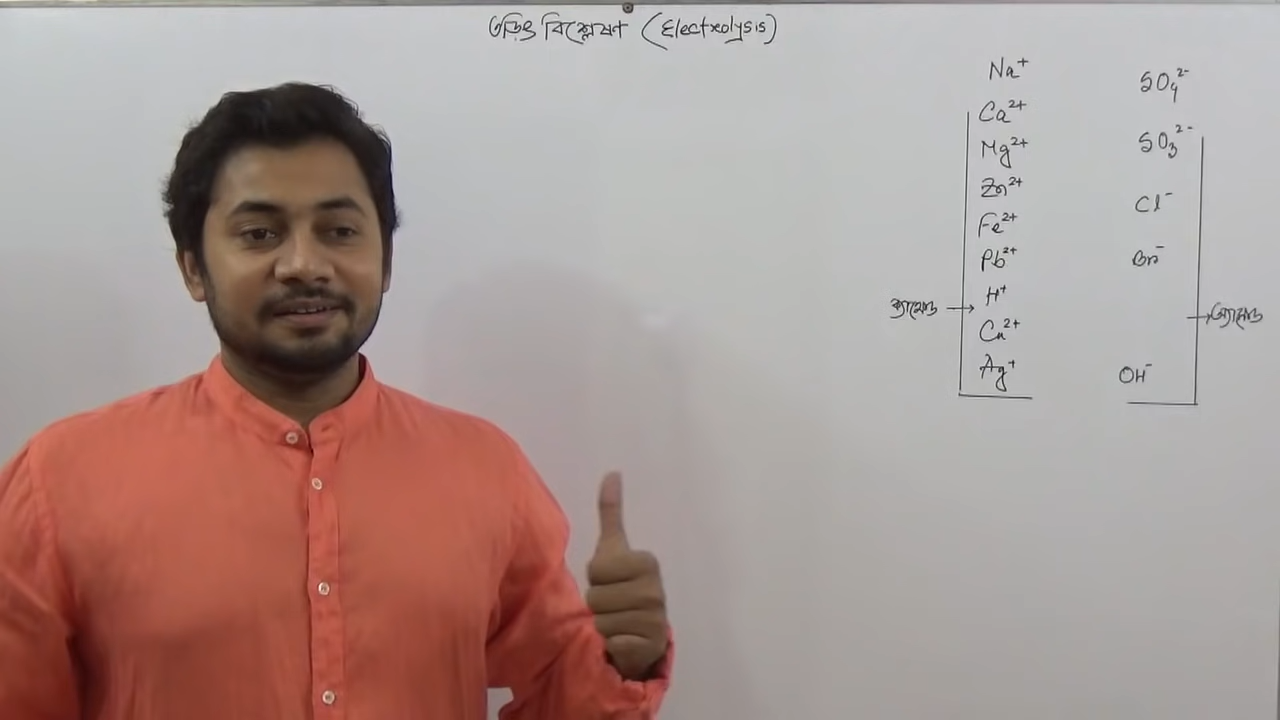 তড়িৎ বিশ্লেষণ (Electrolysis)
Na⁺
Ca²⁺
Mg²⁺
Zn²⁺
Fe²⁺
Pb²⁺
H⁺
Cu²⁺
Ag⁺
ক্যাথোড
SO₄²⁻
SO₃²⁻
Cl⁻
Br⁻
OH⁻
অ্যানোড